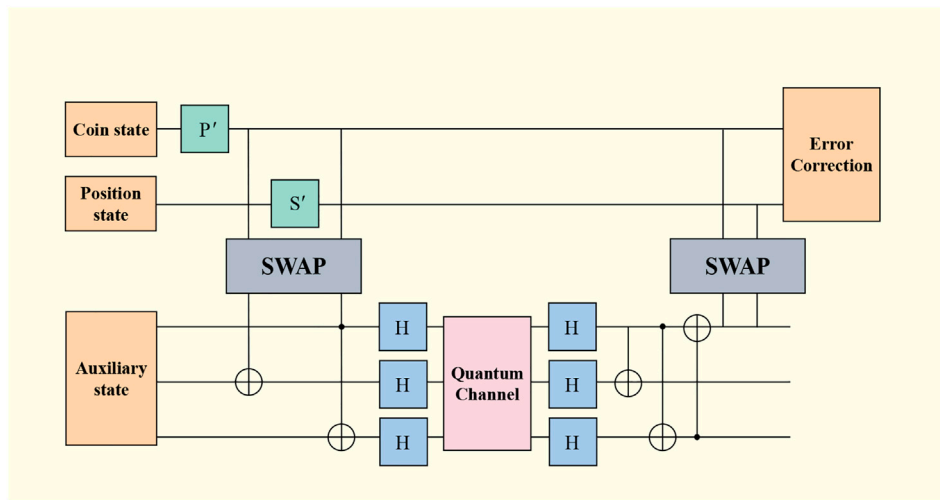 Coin state
P′
Position
state
S′
Error
Correction
SWAP
SWAP
Auxiliary
state
H
H
H
Quantum
Channel
H
H
H